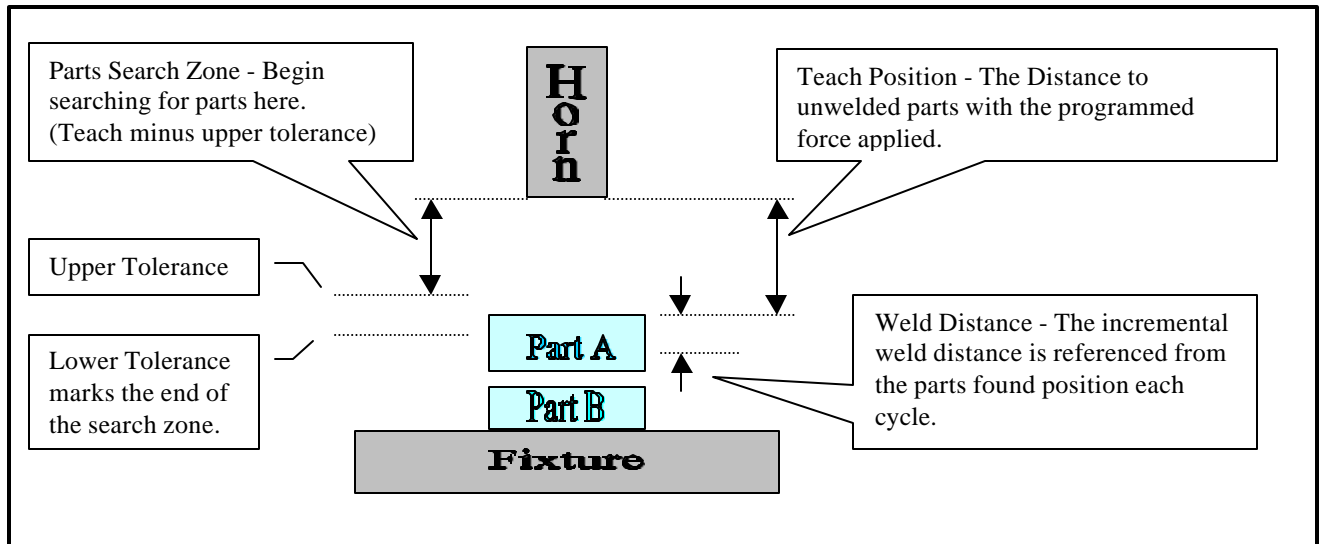 Parts Search Zone - Begin
searching for parts here.
(Teach minus upper tolerance)
Horn
Teach Position - The Distance to
unwelded parts with the programmed
force applied.
Upper Tolerance
Lower Tolerance
marks the end of
the search zone.
Part A
Part B
Fixture
Weld Distance - The incremental
weld distance is referenced from
the parts found position each
cycle.